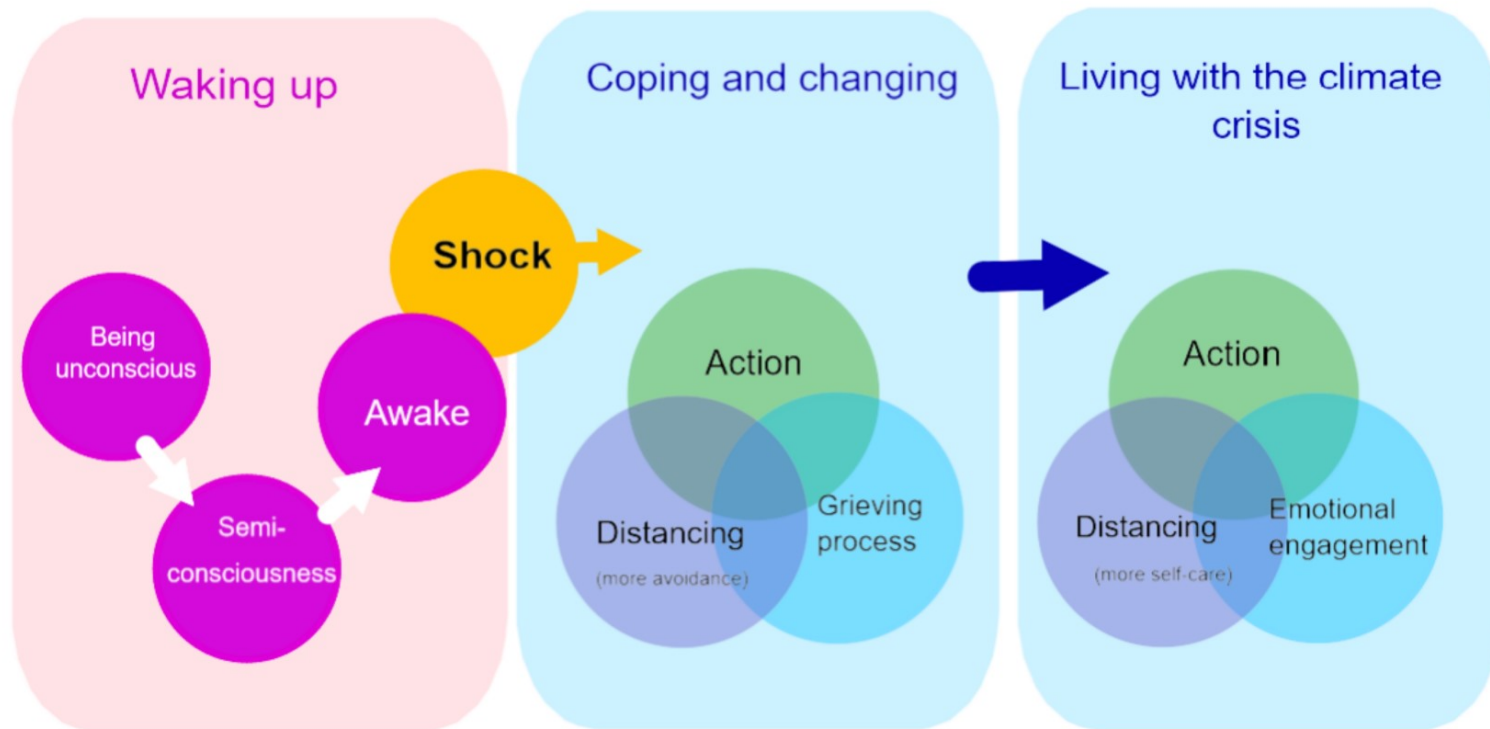 Waking up
Being
unconscious
Semi-
consciousness
Awake
Shock
Coping and changing
Action
Distancing
(more avoidance)
Grieving
process
Living with the climate
crisis
Action
Distancing
(more self-care)
Emotional
engagement